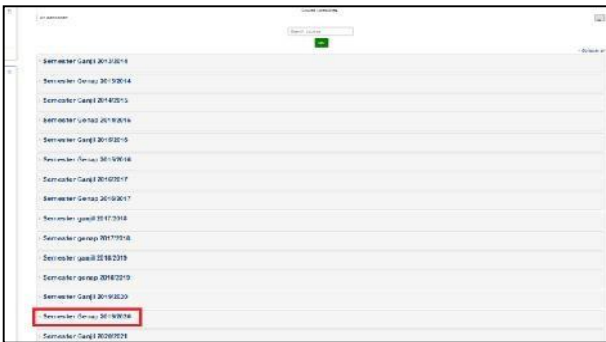 Semester Ganjil 2013/2014
Semester Genap 2013/2014
Semester Ganjil 2014/2015
Semester Genap 2014/2015
Semester Ganjil 2015/2016
Semester Genap 2015/2016
Semester Ganjil 2016/2017
Semester Genap 2016/2017
Semester ganjil 2017/2018
Semester genap 2017/2018
Semester ganjil 2018/2019
Semester genap 2018/2019
Semester Ganjil 2019/2020
Semester Genap 2019/2020
Semester Ganjil 2020/2021